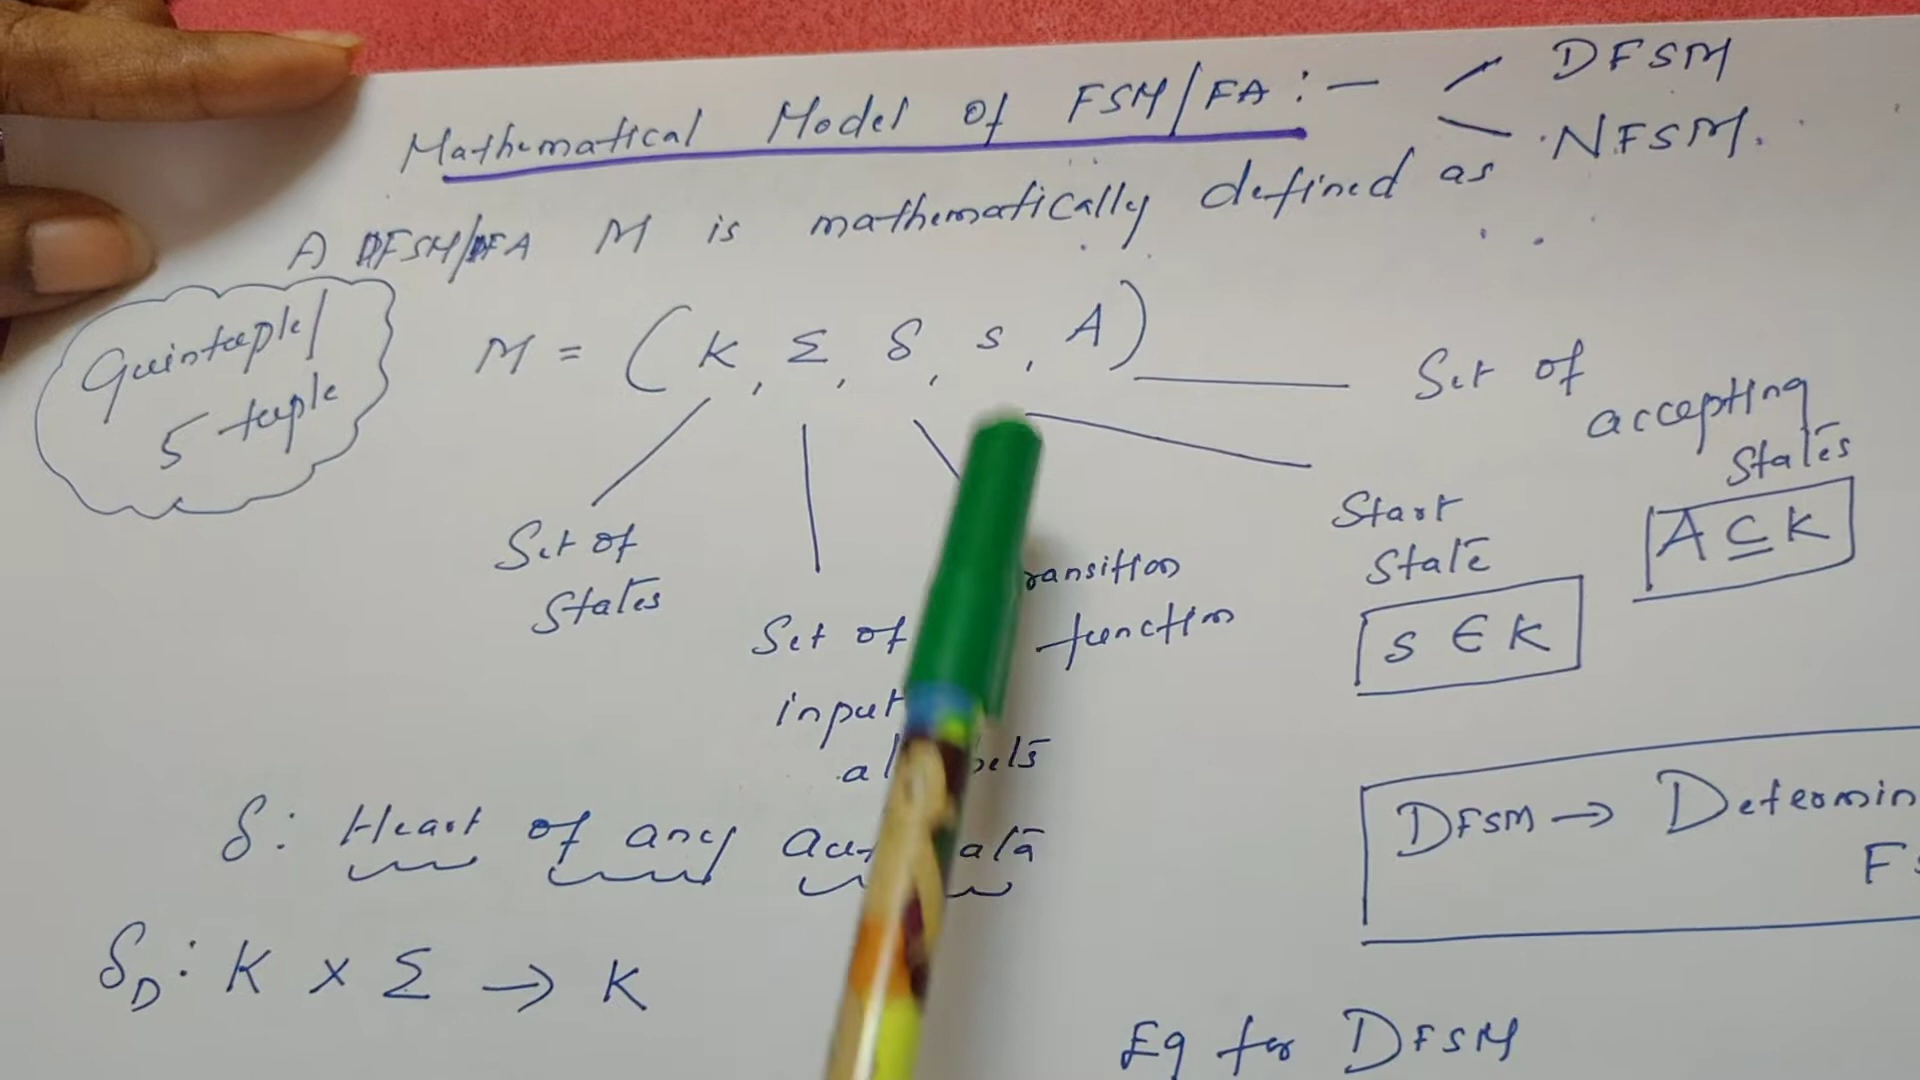 Mathematical Model of FSM/FA :-
DFSM
NFSM.
A DFSM/DFA M is mathematically defined as
Quintuple/
5 tuple
M = (K, Σ, δ, s, A)
Set of
accepting
States
A ⊆ K
Start
State
s ∈ K
Set of
States
ransition
function
Set of
input
δ: Heart of any
δD: K x Σ → K
DFSM →
Eg for DFSM